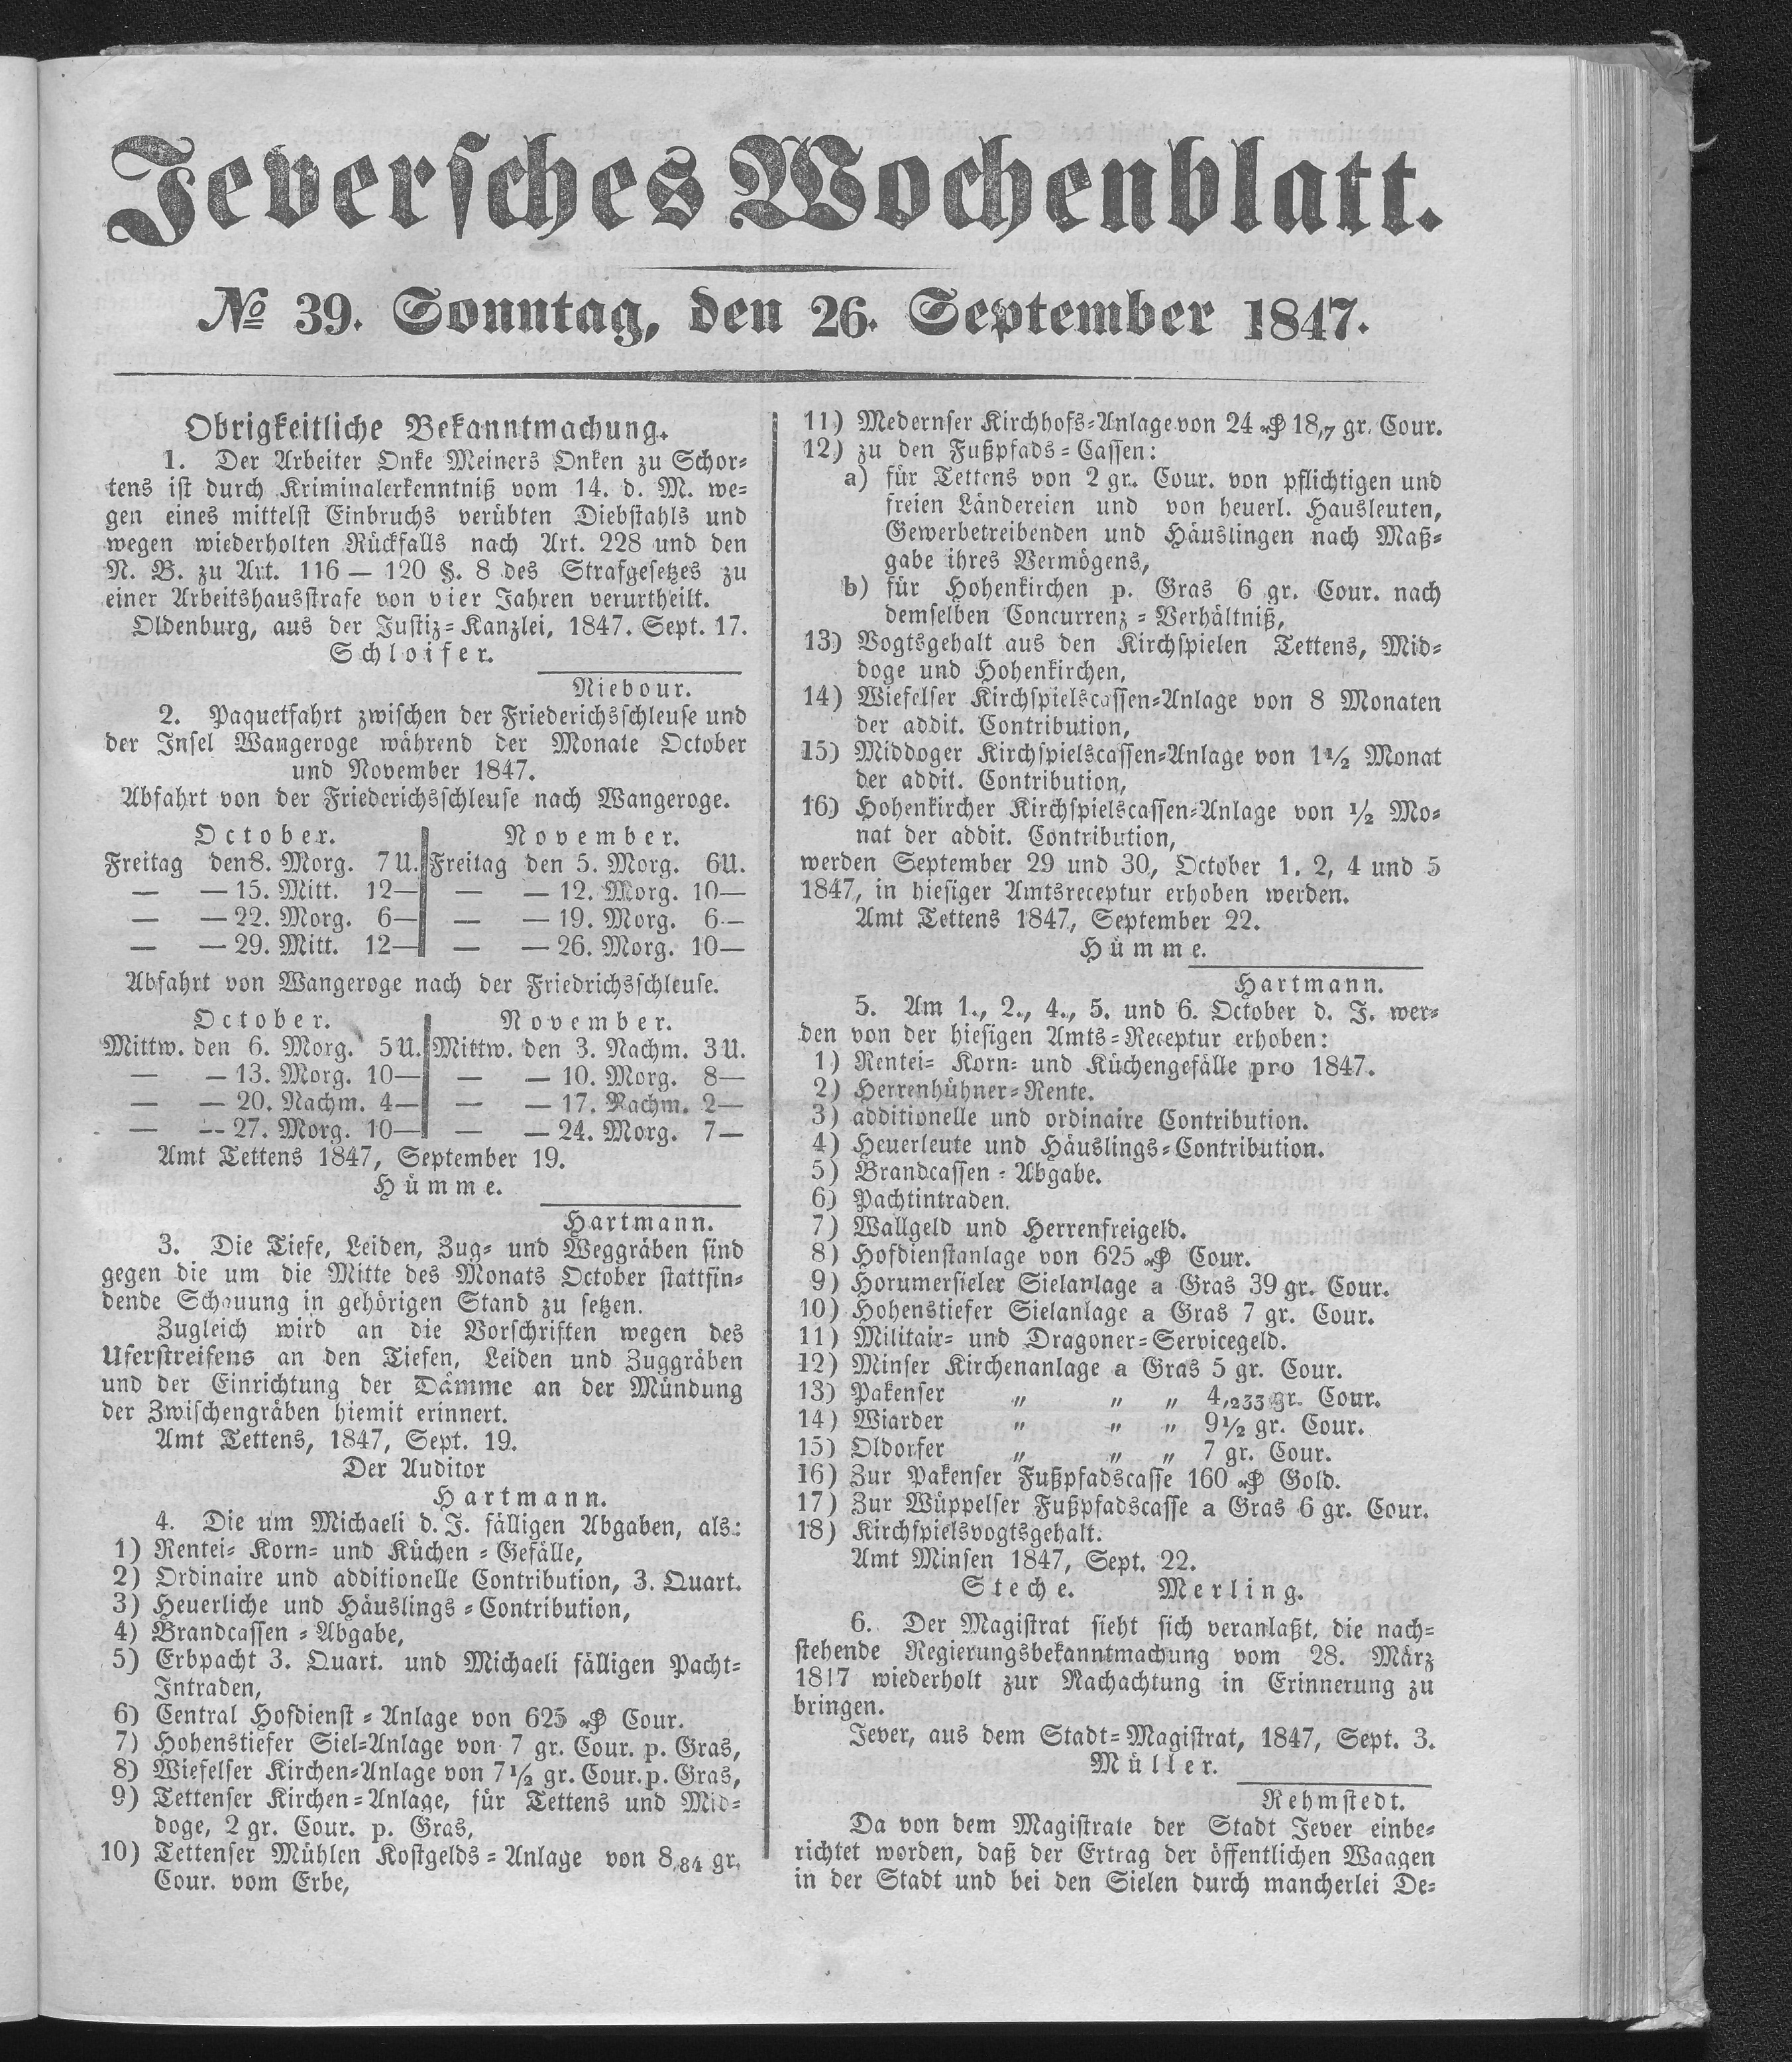 Jeversches Wochenblatt.
№ 39. Sonntag, den 26. September 1847.
Obrigkeitliche Bekanntmachung.
1. Der Arbeiter Onke Meiners Onken zu Schor-
tens ist durch Kriminalerkenntniß vom 14. d. M. we-
gen eines mittelst Einbruchs verübten Diebstahls und
wegen wiederholten Rückfalls nach Art. 228 und den
N. B. zu Art. 116 — 120 §. 8 des Strafgesetzes zu
einer Arbeitshausstrafe von vier Jahren verurtheilt.
Oldenburg, aus der Justiz-Kanzlei, 1847. Sept. 17.
Schloifer.
Niebour.
2. Paquetfahrt zwischen der Friederichsschleuse und
der Insel Wangeroge während der Monate October
und November 1847.
Abfahrt von der Friederichsschleuse nach Wangeroge.
October. November.
Freitag den 8. Morg. 7 U. Freitag den 5. Morg. 6 U.
— — 15. Mitt. 12— — — 12. Morg. 10—
— — 22. Morg. 6— — — 19. Morg. 6—
— — 29. Mitt. 12— — — 26. Morg. 10—
Abfahrt von Wangeroge nach der Friedrichsschleuse.
October. November.
Mittw. den 6. Morg. 5 U. Mittw. den 3. Nachm. 3 U.
— — 13. Morg. 10— — — 10. Morg. 8—
— — 20. Nachm. 4— — — 17. Nachm. 2—
— — 27. Morg. 10— — — 24. Morg. 7—
Amt Tettens 1847, September 19.
Hümme.
Hartmann.
3. Die Tiefe, Leiden, Zug- und Weggräben sind
gegen die um die Mitte des Monats October stattfin-
dende Schauung in gehörigen Stand zu setzen.
Zugleich wird an die Vorschriften wegen des
Uferstreifens an den Tiefen, Leiden und Zuggräben
und der Einrichtung der Dämme an der Mündung
der Zwischengräben hiemit erinnert.
Amt Tettens, 1847, Sept. 19.
Der Auditor
Hartmann.
4. Die um Michaeli d. J. fälligen Abgaben, als:
1) Rentei- Korn- und Küchen-Gefälle,
2) Ordinaire und additionelle Contribution, 3. Quart.
3) Heuerliche und Häuslings-Contribution,
4) Brandcassen-Abgabe,
5) Erbpacht 3. Quart. und Michaeli fälligen Pacht-
Intraden,
6) Central Hofdienst-Anlage von 625 ₰ Cour.
7) Hohenstiefer Siel-Anlage von 7 gr. Cour. p. Gras,
8) Wiefelser Kirchen-Anlage von 7½ gr. Cour. p. Gras,
9) Tettenser Kirchen-Anlage, für Tettens und Mid-
doge, 2 gr. Cour. p. Gras,
10) Tettenser Mühlen Kostgelds-Anlage von 8,84 gr.
Cour. vom Erbe,
11) Medernser Kirchhofs-Anlage von 24 ₰ 18,7 gr. Cour.
12) zu den Fußpfads-Cassen:
a) für Tettens von 2 gr. Cour. von pflichtigen und
freien Ländereien und von heuerl. Hausleuten,
Gewerbetreibenden und Häuslingen nach Maß-
gabe ihres Vermögens,
b) für Hohenkirchen p. Gras 6 gr. Cour. nach
demselben Concurrenz-Verhältniß,
13) Vogtsgehalt aus den Kirchspielen Tettens, Mid-
doge und Hohenkirchen,
14) Wiefelser Kirchspielscassen-Anlage von 8 Monaten
der addit. Contribution,
15) Middoger Kirchspielscassen-Anlage von 1½ Monat
der addit. Contribution,
16) Hohenkircher Kirchspielscassen-Anlage von ½ Mo-
nat der addit. Contribution,
werden September 29 und 30, October 1. 2, 4 und 5
1847, in hiesiger Amtsreceptur erhoben werden.
Amt Tettens 1847, September 22.
Hümme.
Hartmann.
5. Am 1., 2., 4., 5. und 6. October d. J. wer-
den von der hiesigen Amts-Receptur erhoben:
1) Rentei- Korn- und Küchengefälle pro 1847.
2) Herrenhühner-Rente.
3) additionelle und ordinaire Contribution.
4) Heuerleute und Häuslings-Contribution.
5) Brandcassen-Abgabe.
6) Pachtintraden.
7) Wallgeld und Herrenfreigeld.
8) Hofdienstanlage von 625 ₰ Cour.
9) Horumersieler Sielanlage a Gras 39 gr. Cour.
10) Hohenstiefer Sielanlage a Gras 7 gr. Cour.
11) Militair- und Dragoner-Servicegeld.
12) Minser Kirchenanlage a Gras 5 gr. Cour.
13) Pakenser „ „ „ 4,233 gr. Cour.
14) Wiarder „ „ „ 9½ gr. Cour.
15) Oldorfer „ „ „ 7 gr. Cour.
16) Zur Pakenser Fußpfadscasse 160 ₰ Gold.
17) Zur Wüppelser Fußpfadscasse a Gras 6 gr. Cour.
18) Kirchspielsvogtsgehalt.
Amt Minsen 1847, Sept. 22.
Steche. Merling.
6. Der Magistrat sieht sich veranlaßt, die nach-
stehende Regierungsbekanntmachung vom 28. März
1817 wiederholt zur Nachachtung in Erinnerung zu
bringen.
Jever, aus dem Stadt-Magistrat, 1847, Sept. 3.
Müller.
Rehmstedt.
Da von dem Magistrate der Stadt Jever einbe-
richtet worden, daß der Ertrag der öffentlichen Waagen
in der Stadt und bei den Sielen durch mancherlei De-